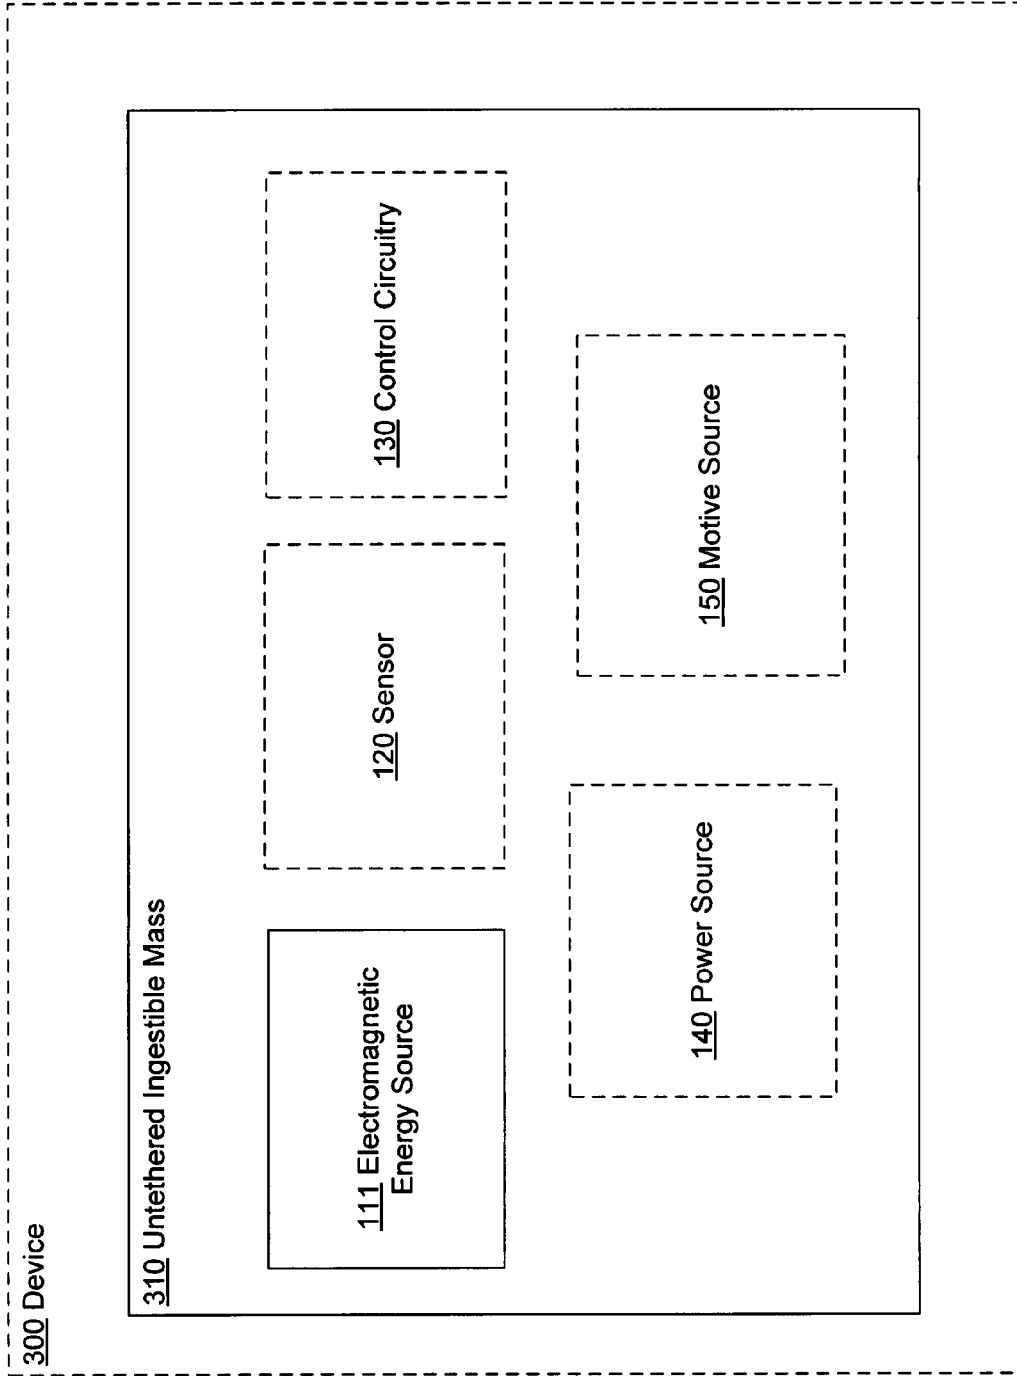 300 Device
310 Untethered Ingestible Mass
111 Electromagnetic
Energy Source
120 Sensor
130 Control Circuitry
140 Power Source
150 Motive Source